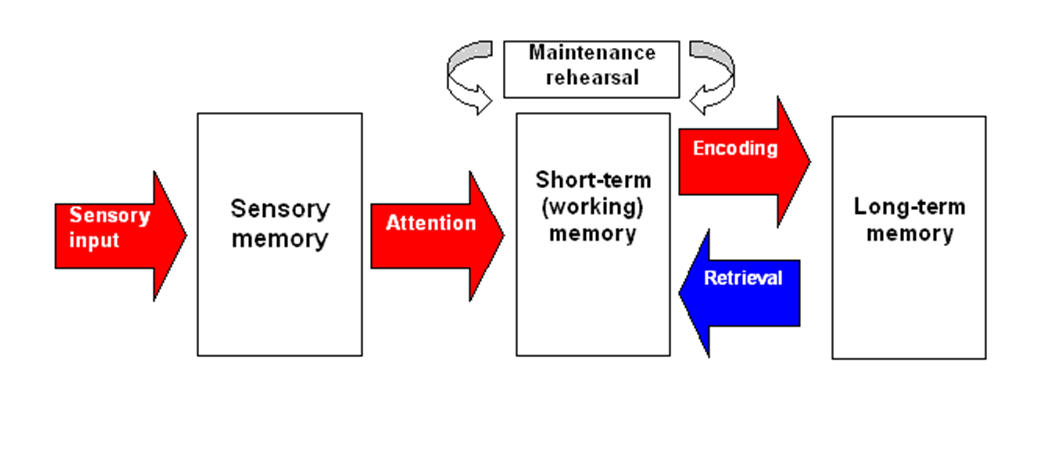 Maintenance
rehearsal
Sensory
input
Sensory
memory
Attention
Short-term
(working)
memory
Encoding
Retrieval
Long-term
memory